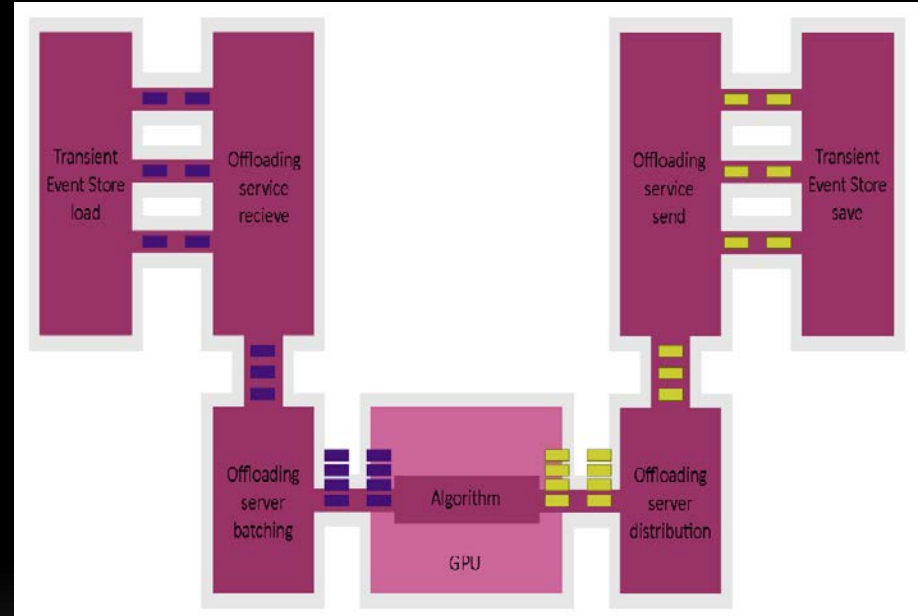 Transient
Event Store
load
Offloading
service
recieve
Offloading
service
send
Transient
Event Store
save
Offloading
server
batching
Algorithm
GPU
Offloading
server
distribution